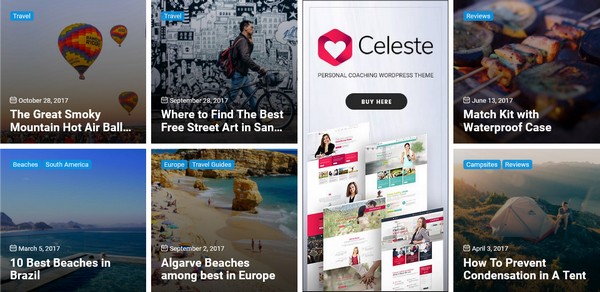 Travel
October 28, 2017
The Great Smoky
Mountain Hot Air Ball...
Travel
September 28, 2017
Where to Find The Best
Free Street Art in San...
Celeste
PERSONAL COACHING WORDPRESS THEME
BUY HERE
Reviews
June 13, 2017
Match Kit with
Waterproof Case
Beaches South America
March 5, 2017
10 Best Beaches in
Brazil
Europe Travel Guides
September 2, 2017
Algarve Beaches
among best in Europe
Campsites Reviews
April 3, 2017
How To Prevent
Condensation in A Tent